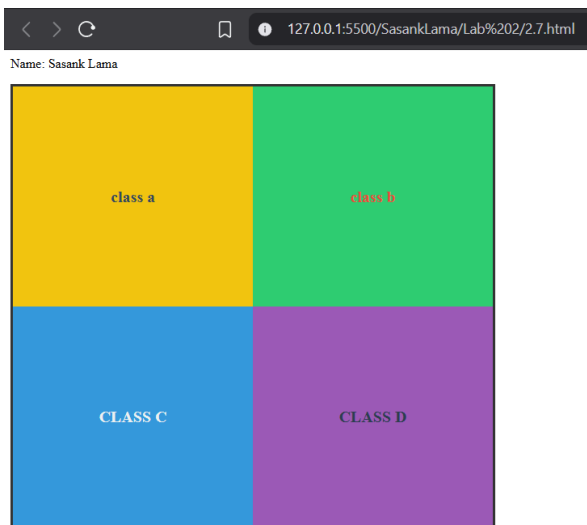 127.0.0.1:5500/SasankLama/Lab%202/2.7.html
Name: Sasank Lama
class a
class b
CLASS C
CLASS D